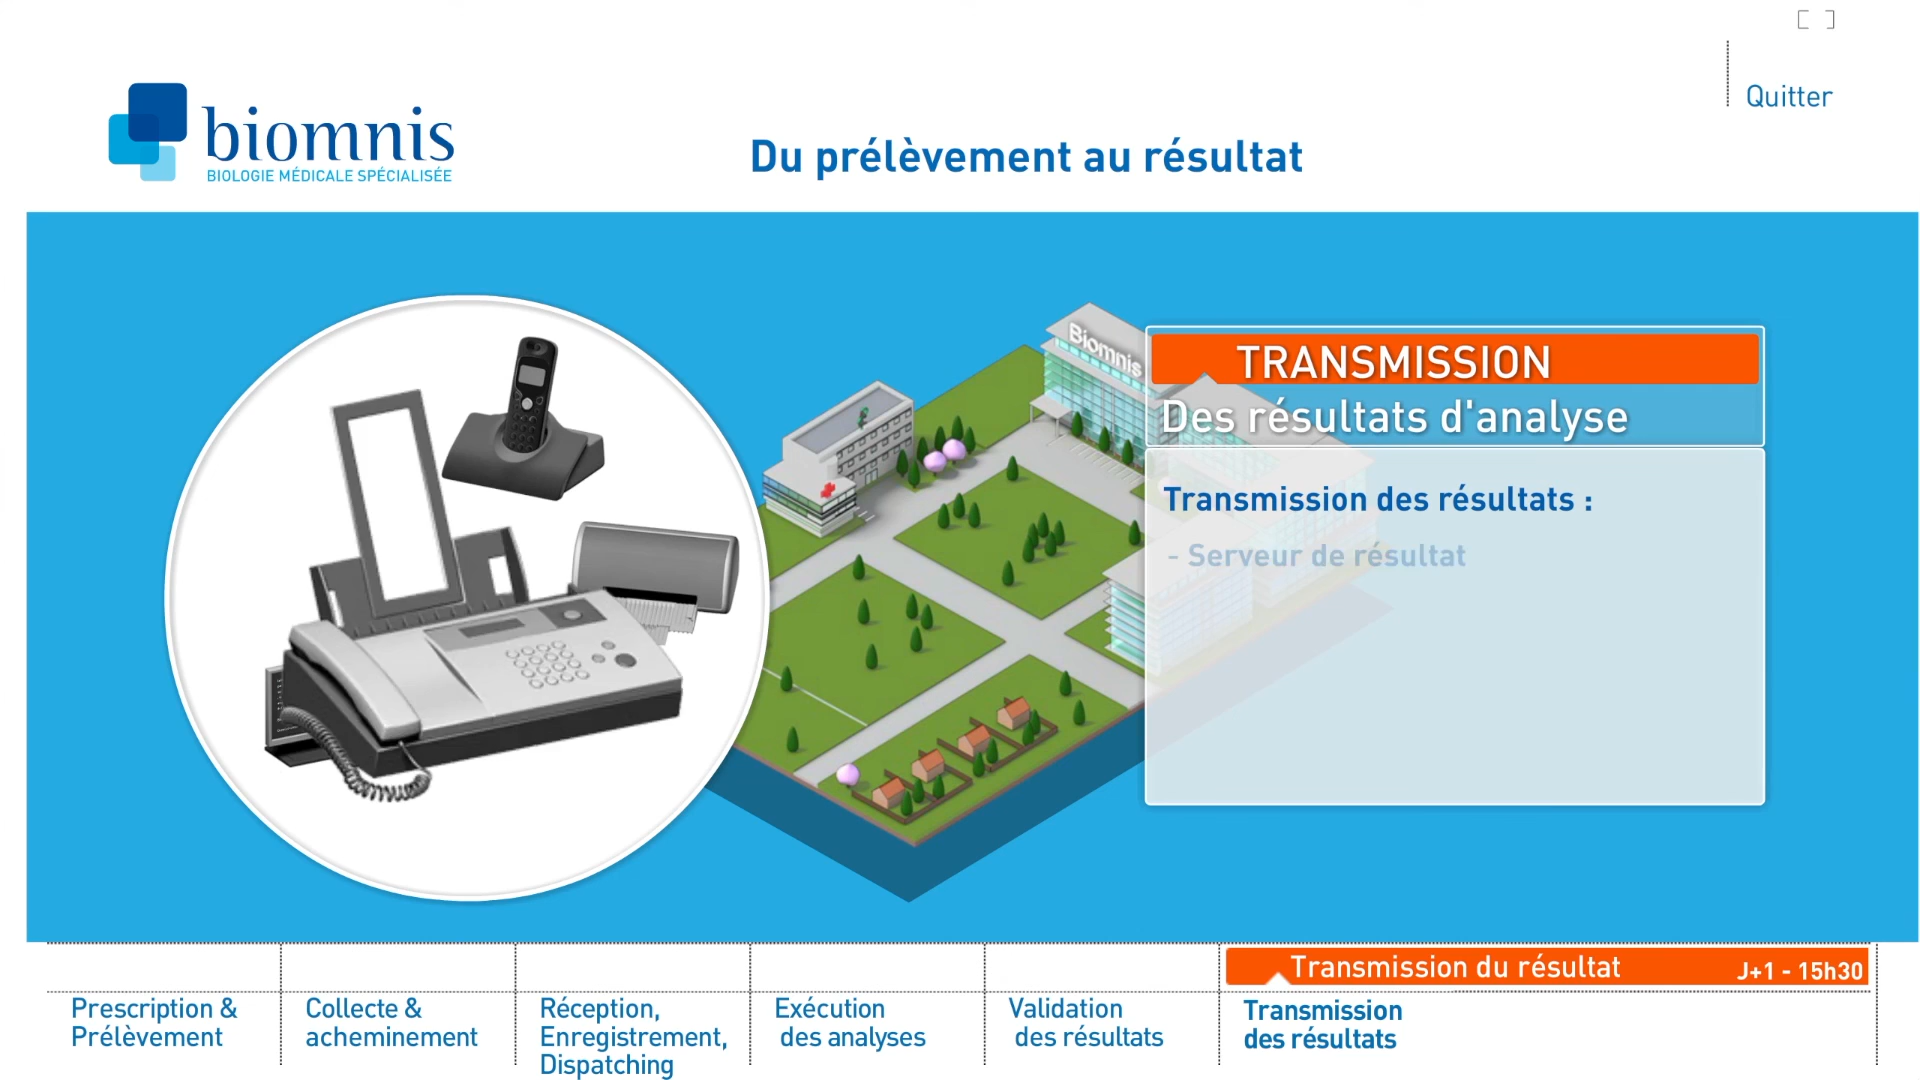 Quitter
biomnis
BIOLOGIE MÉDICALE SPÉCIALISÉE
Du prélèvement au résultat
Biomnis
TRANSMISSION
Des résultats d'analyse
Transmission des résultats :
- Serveur de résultat
Transmission du résultat
J+1 - 15h30
Prescription &
Prélèvement
Collecte &
acheminement
Réception,
Enregistrement,
Dispatching
Exécution
des analyses
Validation
des résultats
Transmission
des résultats